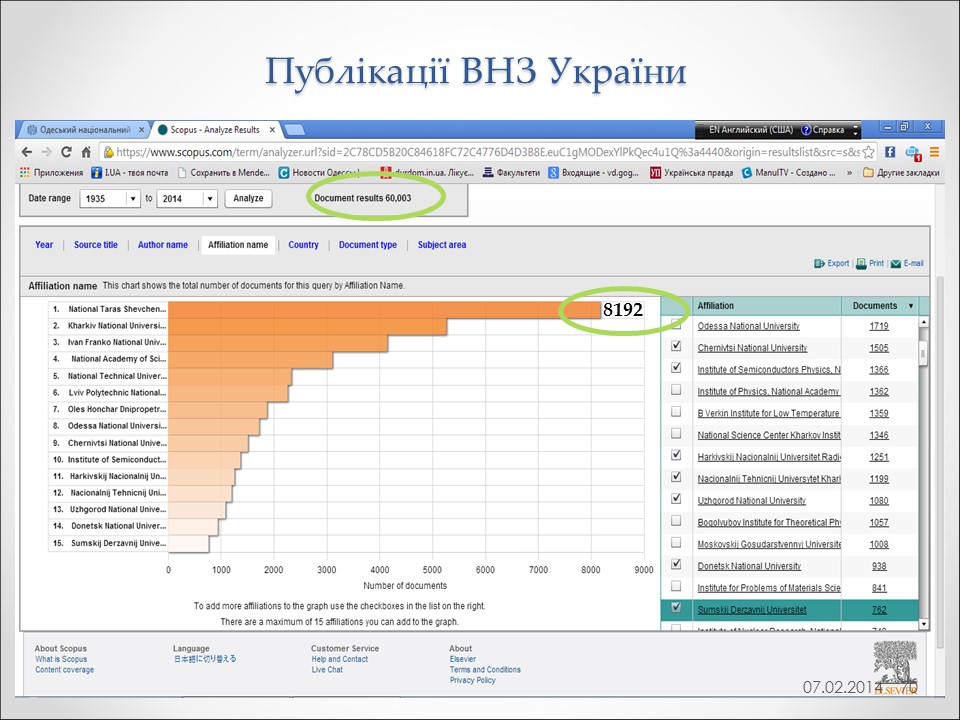 Публікації ВНЗ України
Одеський національний
Scopus - Analyze Results
EN Английский (США) Справка
https://www.scopus.com/term/analyzer.url?sid=2C78CD5B20C84618FC72C4776D4D3B8E.euC1gMODexYlPkQec4u1Q%3a4440&origin=resultslist&src=s&s
Приложения I.UA - твоя почта Сохранить в Mende... Новости Одессы durdom.in.ua. Лікує... Факультети Входящие - vd.gog... Українська правда ManulTV - Создано ... » Другие закладки
Date range 1935 to 2014 Analyze Document results 60,003
Year Source title Author name Affiliation name Country Document type Subject area
Export Print E-mail
Affiliation name This chart shows the total number of documents for this query by Affiliation Name.
1. National Taras Shevchen...
2. Kharkiv National Universi...
3. Ivan Franko National Univ...
4. National Academy of Sci...
5. National Technical Univer...
6. Lviv Polytechnic National...
7. Oles Honchar Dnipropetr...
8. Odessa National Universi...
9. Chernivtsi National Unive...
10. Institute of Semiconduct...
11. Harkivskij Nacionalnij Un...
12. Nacionalnij Tehnicnij Uni...
13. Uzhgorod National Unive...
14. Donetsk National Univer...
15. Sumskij Derzavnij Unive...
8192
0 1000 2000 3000 4000 5000 6000 7000 8000 9000
Number of documents
To add more affiliations to the graph use the checkboxes in the list on the right.
There are a maximum of 15 affiliations you can add to the graph.
Affiliation Documents
Odessa National University 1719
Chernivtsi National University 1505
Institute of Semiconductors Physics, N 1366
Institute of Physics, National Academy 1362
B Verkin Institute for Low Temperature 1359
National Science Center Kharkov Instit 1346
Harkivskij Nacionalnij Universitet Radi 1251
Nacionalnij Tehnicnij Universytet Khark 1199
Uzhgorod National University 1080
Bogolyubov Institute for Theoretical Ph 1057
Moskovskij Gosudarstvennyj Universite 1008
Donetsk National University 938
Institute for Problems of Materials Scie 841
Sumskij Derzavnij Universitet 762
About Scopus
What is Scopus
Content coverage
Language
日本語に切り替える
Customer Service
Help and Contact
Live Chat
About
Elsevier
Terms and Conditions
Privacy Policy
ELSEVIER
07.02.2014 70